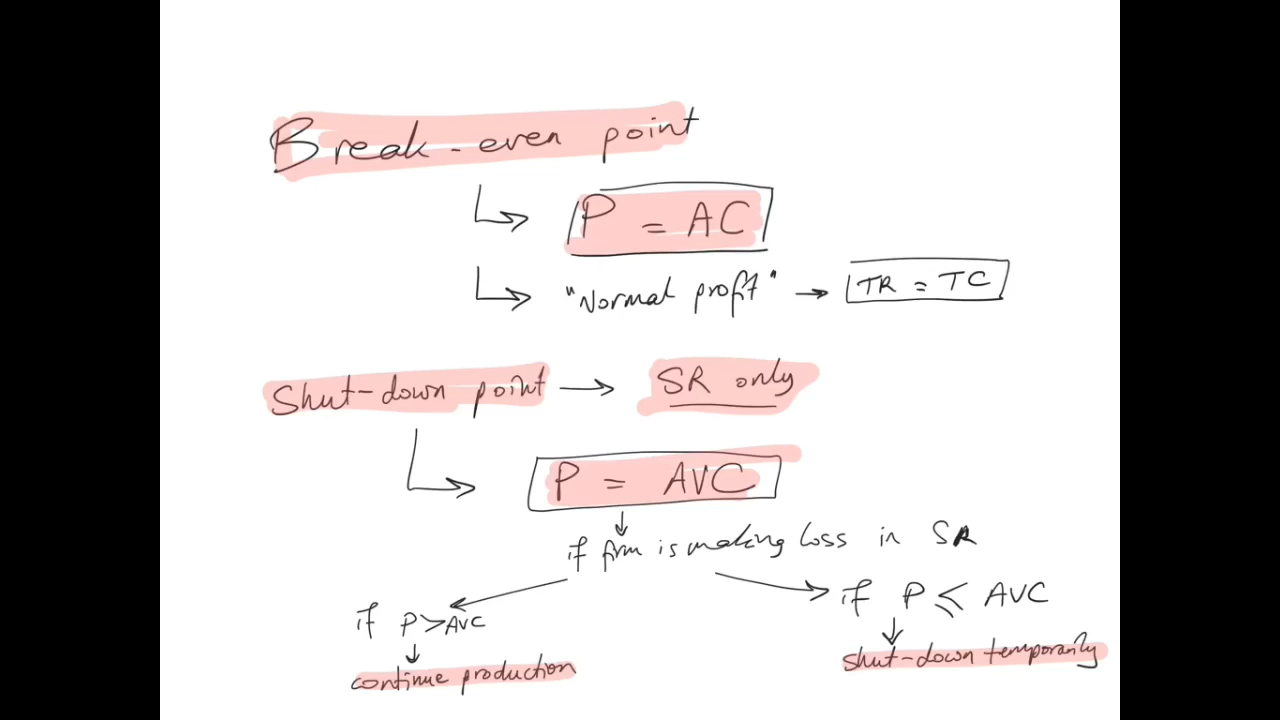 Break-even point
P = AC
"Normal profit" → TR = TC
Shut-down point → SR only
P = AVC
if firm is making loss in SR
if P > AVC
if P ⩽ AVC
continue production
shut-down temporarily